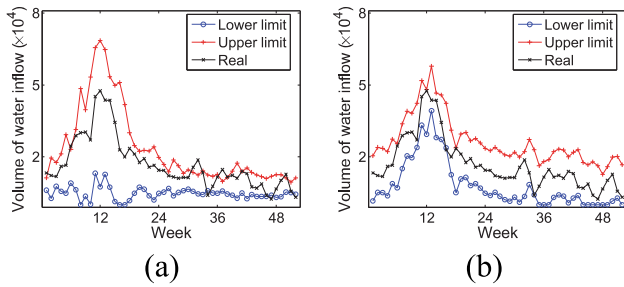 8
5
2
12 24 36 48
Week
Volume of water inflow (×10⁴)
Lower limit
Upper limit
Real
(a)
8
5
2
12 24 36 48
Week
Volume of water inflow (×10⁴)
Lower limit
Upper limit
Real
(b)